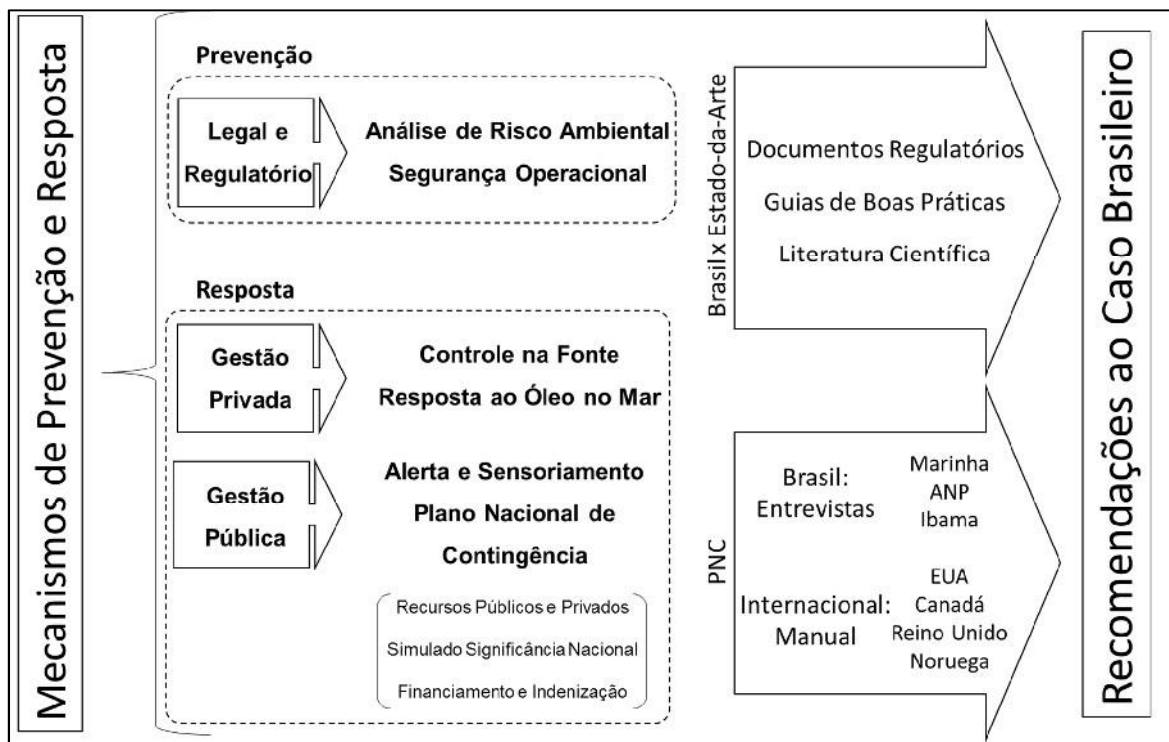 Mecanismos de Prevenção e Resposta
Prevenção
Legal e
Regulatório
Análise de Risco Ambiental
Segurança Operacional
Resposta
Gestão
Privada
Controle na Fonte
Resposta ao Óleo no Mar
Gestão
Pública
Alerta e Sensoriamento
Plano Nacional de
Contingência
Recursos Públicos e Privados
Simulado Significância Nacional
Financiamento e Indenização
Brasil x Estado-da-Arte
Documentos Regulatórios
Guias de Boas Práticas
Literatura Científica
PNC
Brasil:
Entrevistas
Marinha
ANP
Ibama
Internacional:
Manual
EUA
Canadá
Reino Unido
Noruega
Recomendações ao Caso Brasileiro